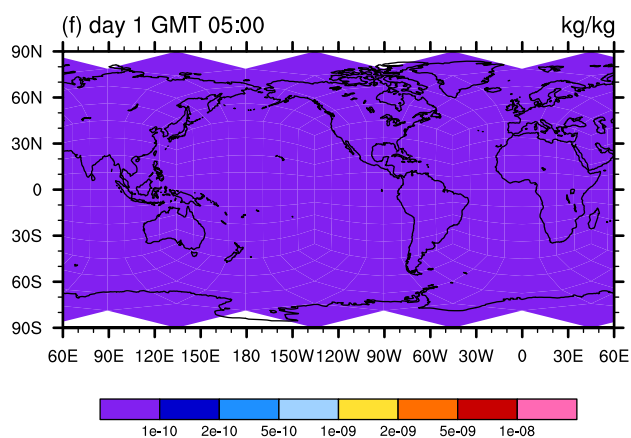 (f) day 1 GMT 05:00 kg/kg
90N
60N
30N
0
30S
60S
90S
60E 90E 120E 150E 180 150W 120W 90W 60W 30W 0 30E 60E
1e-10 2e-10 5e-10 1e-09 2e-09 5e-09 1e-08